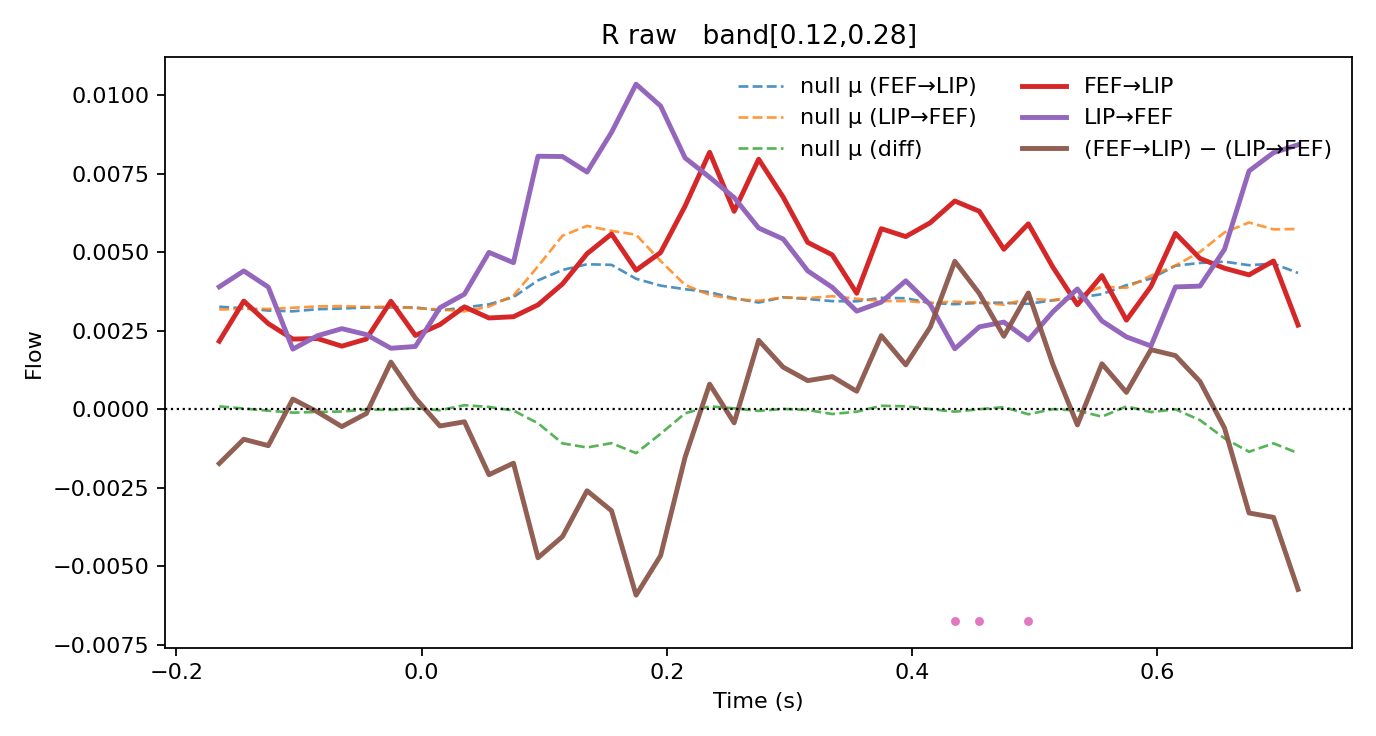 R raw   band[0.12,0.28]
0.0100
0.0075
0.0050
0.0025
0.0000
−0.0025
−0.0050
−0.0075
Flow
null μ (FEF→LIP)
null μ (LIP→FEF)
null μ (diff)
FEF→LIP
LIP→FEF
(FEF→LIP) − (LIP→FEF)
−0.2
0.0
0.2
0.4
0.6
Time (s)